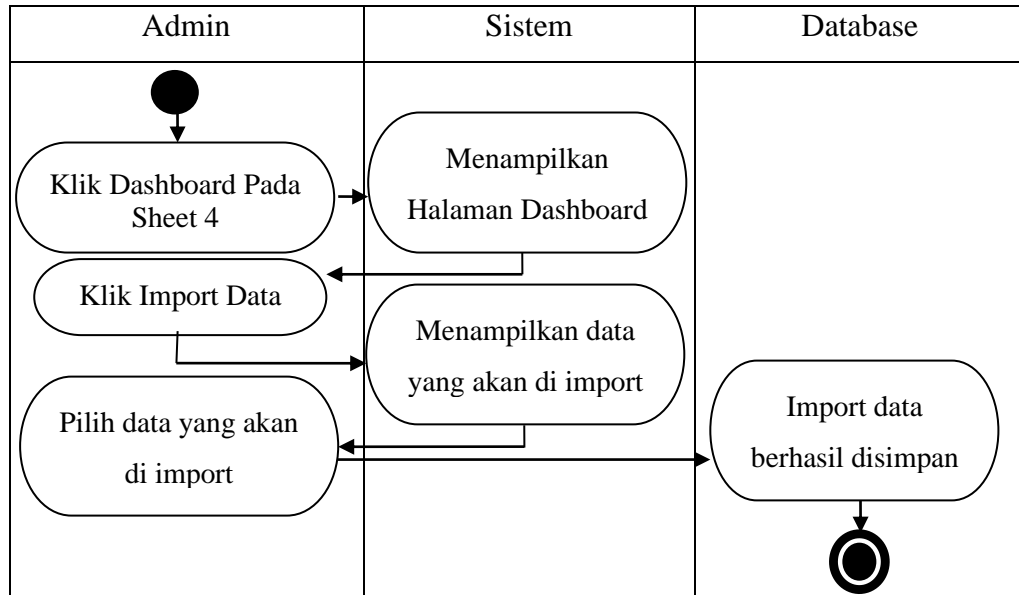 Admin
Sistem
Database
Klik Dashboard Pada
Sheet 4
Menampilkan
Halaman Dashboard
Klik Import Data
Menampilkan data
yang akan di import
Pilih data yang akan
di import
Import data
berhasil disimpan